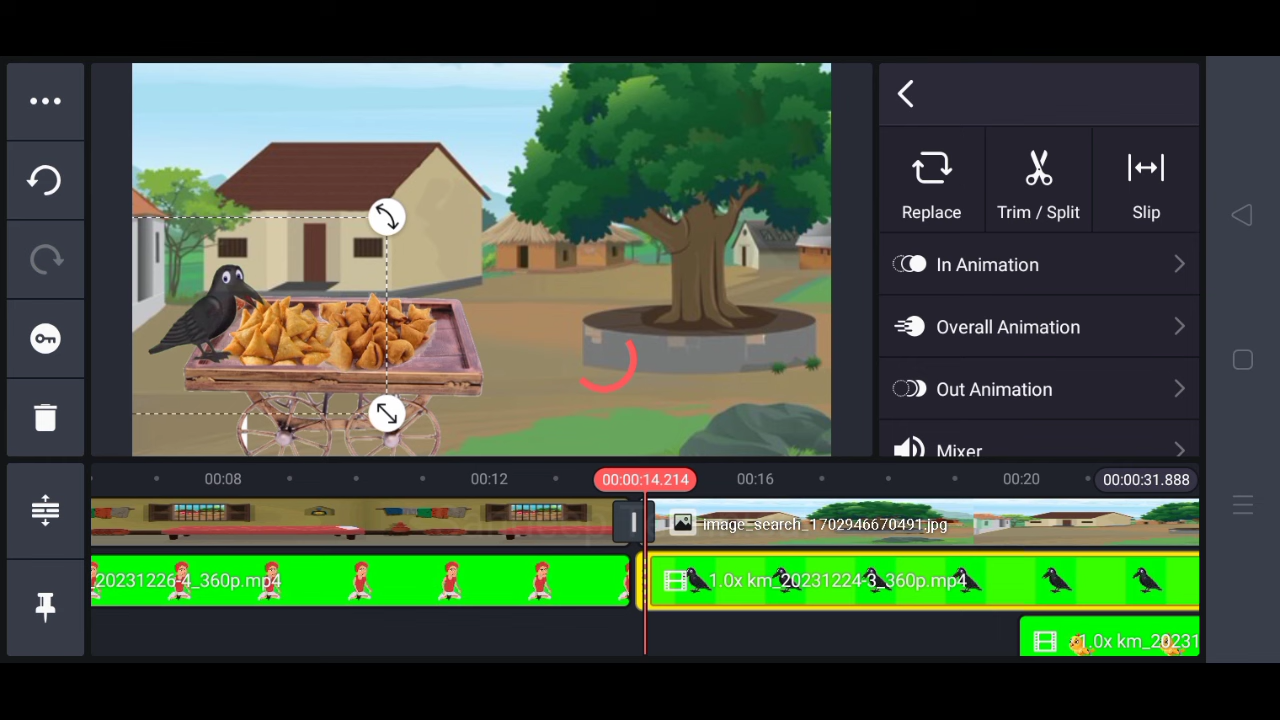 Replace
Trim / Split
Slip
In Animation
Overall Animation
Out Animation
Mixer
00:08
00:12
00:00:14.214
00:16
00:20
00:00:31.888
image_search_1702946670491.jpg
20231226-4_360p.mp4
1.0x km_20231224-3_360p.mp4
1.0x km_20231